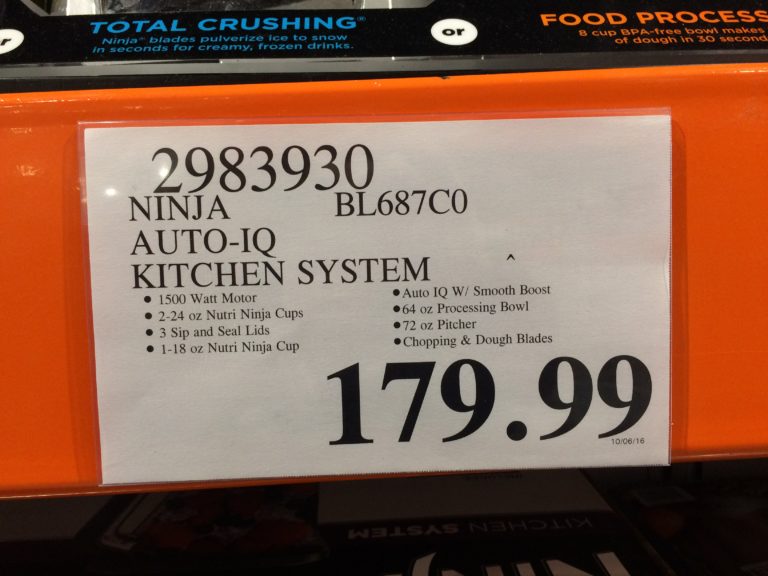 TOTAL CRUSHING®
Ninja® blades pulverize ice to snow
in seconds for creamy, frozen drinks.
or
FOOD PROCESS
8 cup BPA-free bowl makes
of dough in 30 second
2983930
NINJA BL687C0
AUTO-IQ
KITCHEN SYSTEM ^
• 1500 Watt Motor
• 2-24 oz Nutri Ninja Cups
• 3 Sip and Seal Lids
• 1-18 oz Nutri Ninja Cup
• Auto IQ W/ Smooth Boost
• 64 oz Processing Bowl
• 72 oz Pitcher
• Chopping & Dough Blades
179.99
10/06/16
KITCHEN SYSTEM